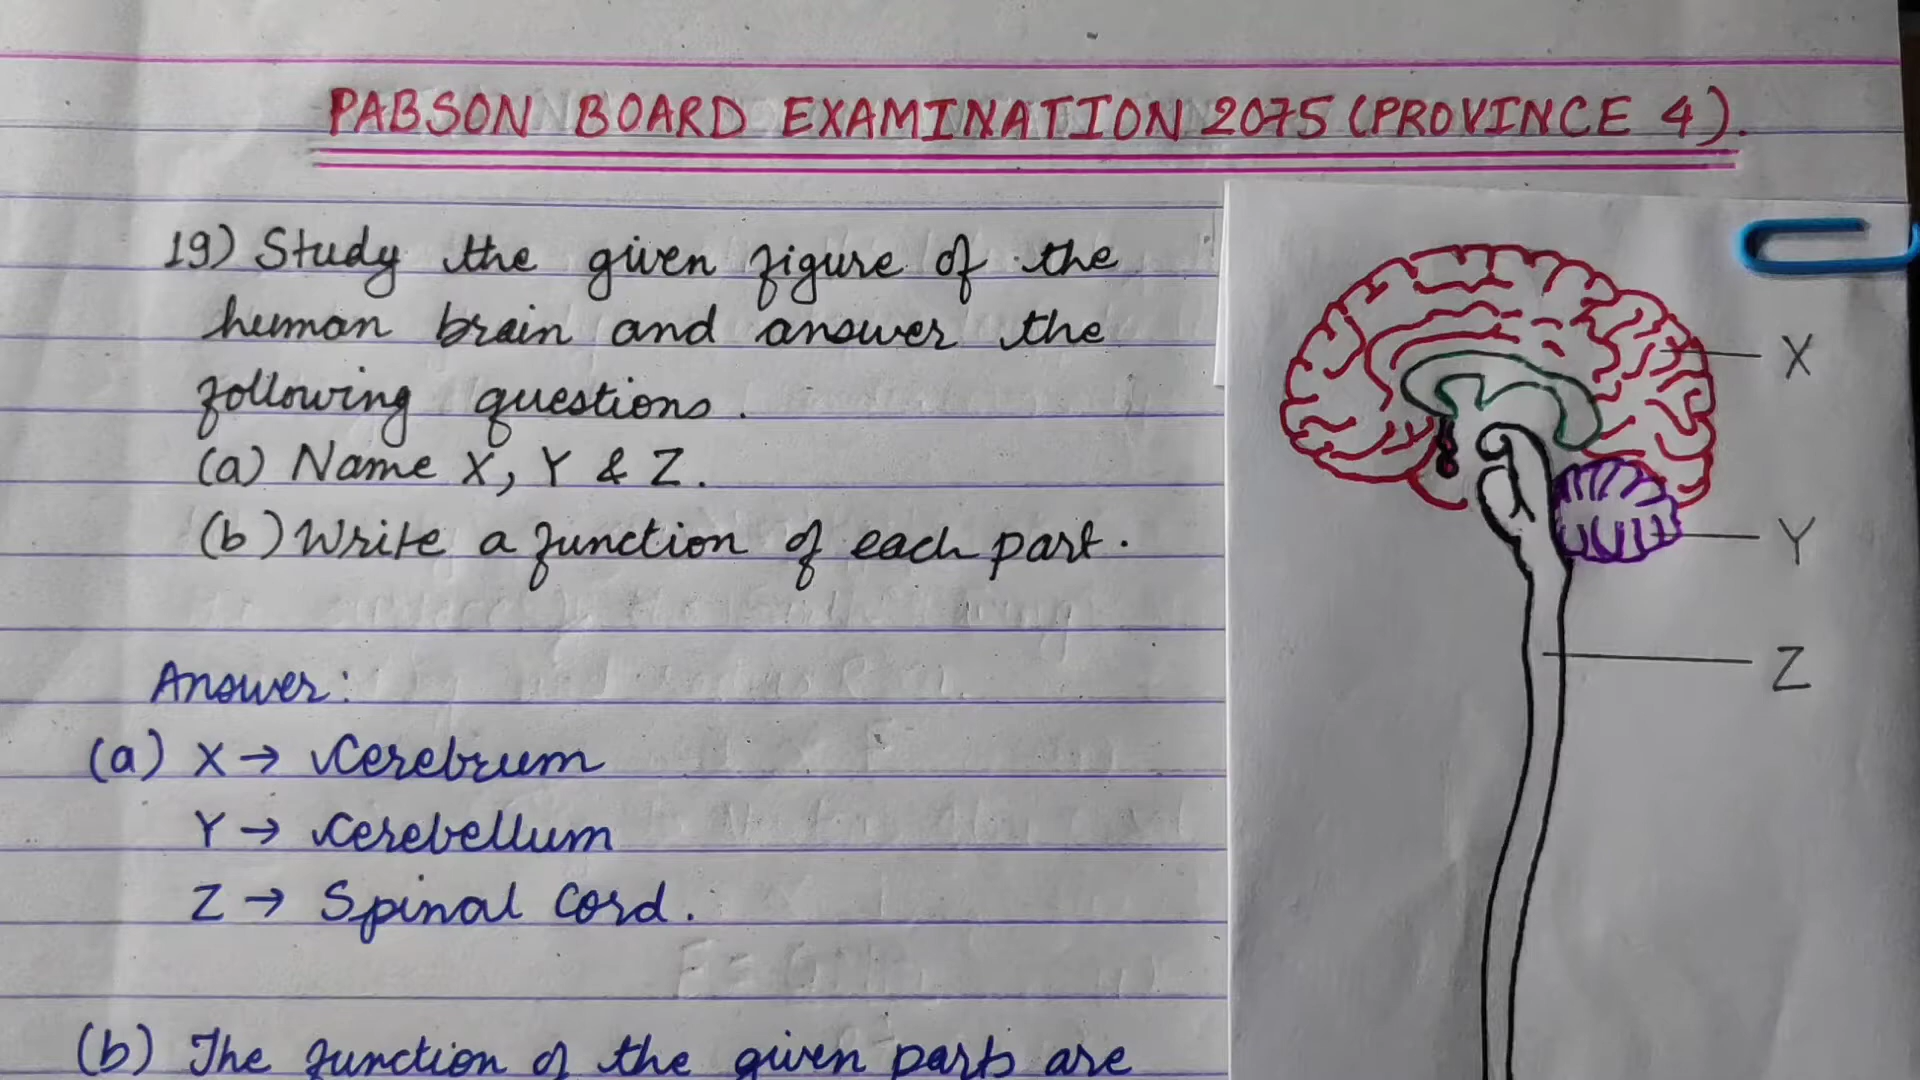 PABSON BOARD EXAMINATION 2075 (PROVINCE 4).
19) Study the given figure of the
human brain and answer the
following questions.
(a) Name X, Y & Z.
(b) Write a function of each part.
X
Y
Z
Answer:
(a) X → Cerebrum
Y → Cerebellum
Z → Spinal Cord.
(b) The function of the given parts are